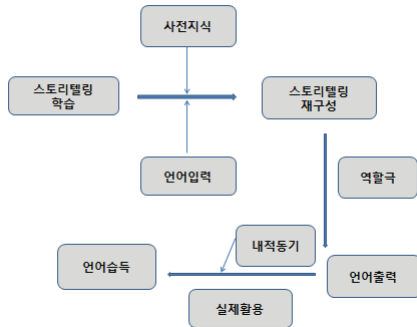 사전지식
스토리텔링
학습
스토리텔링
재구성
언어입력
역할극
내적동기
언어습득
언어출력
실제활용